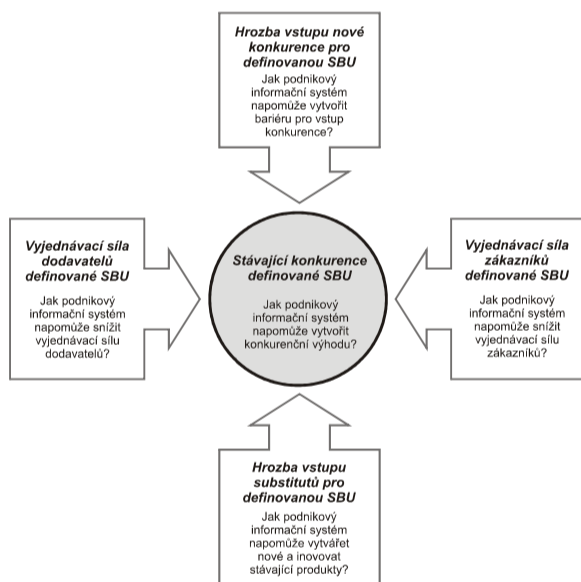 Hrozba vstupu nové
konkurence pro
definovanou SBU
Jak podnikový
informační systém
napomůže vytvořit
bariéru pro vstup
konkurence?
Vyjednávací síla
dodavatelů
definované SBU
Jak podnikový
informační systém
napomůže snížit
vyjednávací sílu
dodavatelů?
Stávající konkurence
definované SBU
Jak podnikový
informační systém
napomůže vytvořit
konkurenční výhodu?
Vyjednávací síla
zákazníků
definované SBU
Jak podnikový
informační systém
napomůže snížit
vyjednávací sílu
zákazníků?
Hrozba vstupu
substitutů pro
definovanou SBU
Jak podnikový
informační systém
napomůže vytvářet
nové a inovovat
stávající produkty?